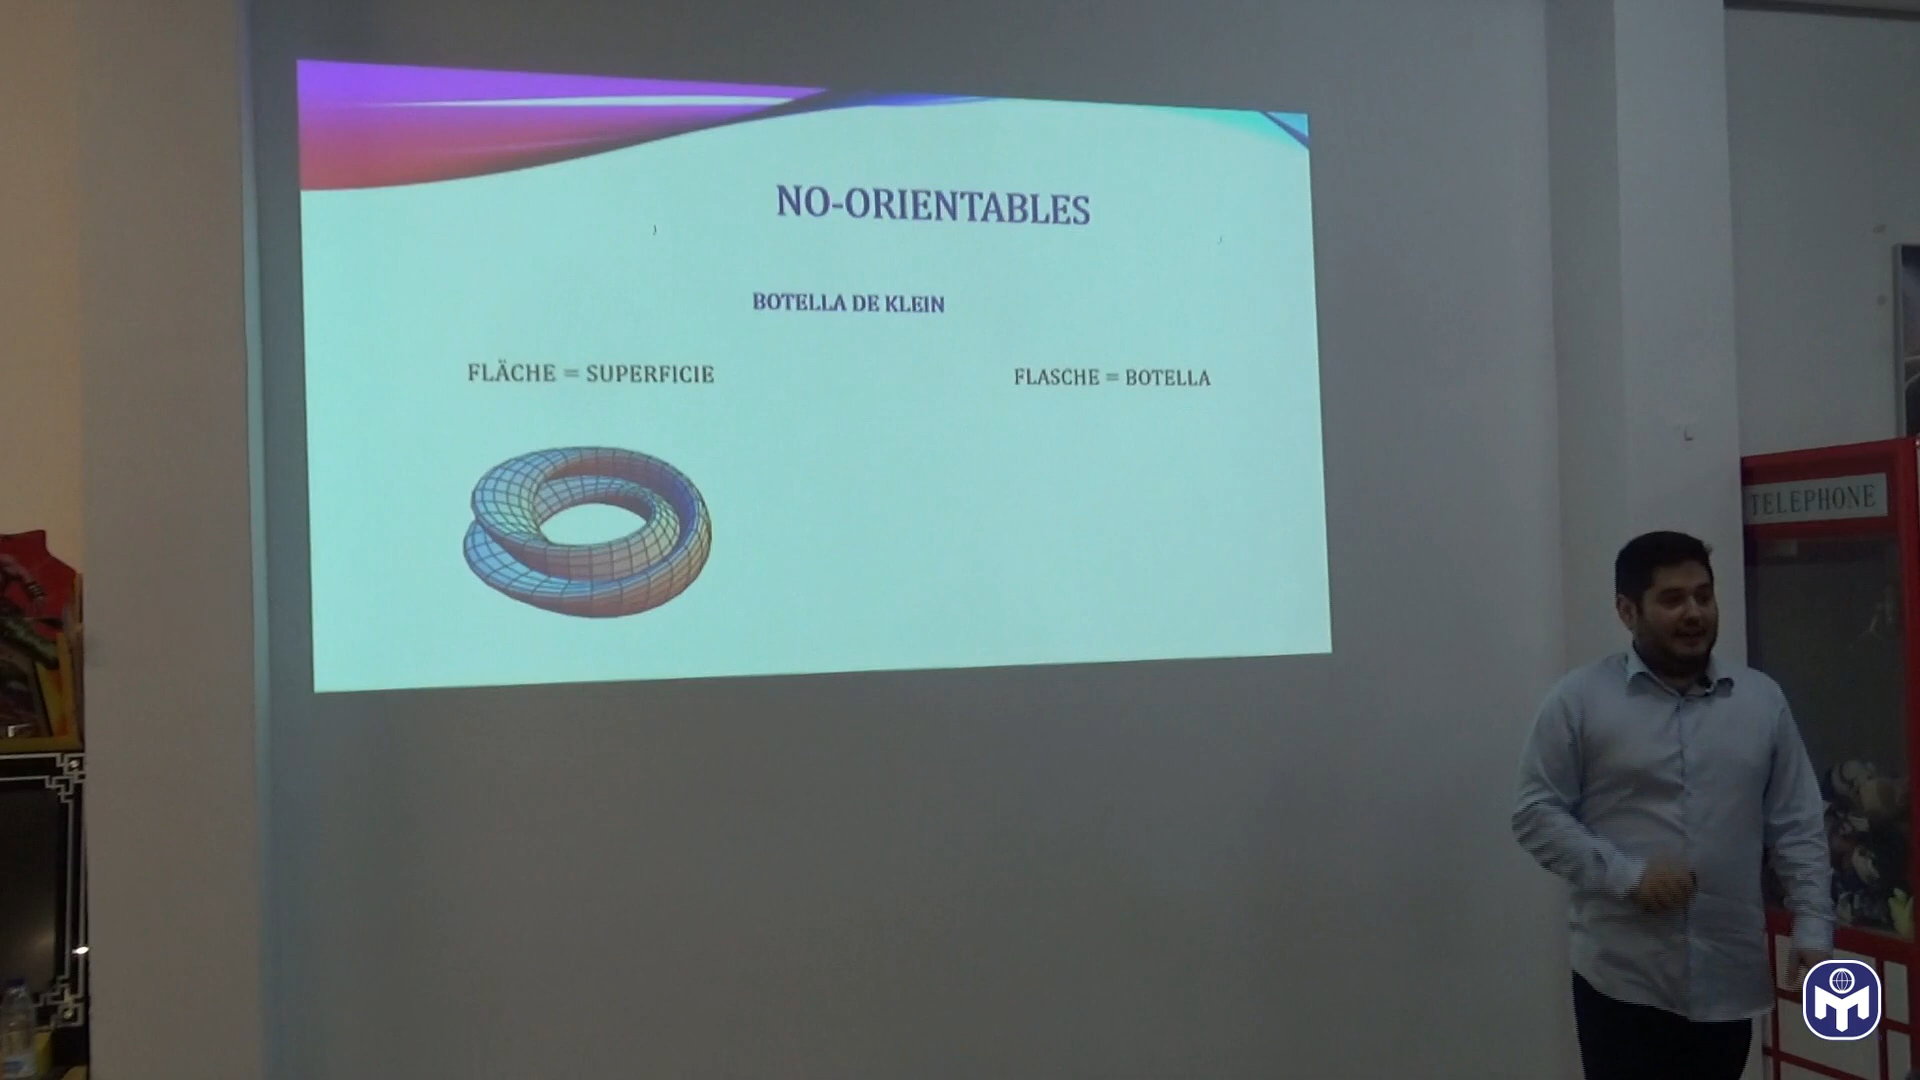 NO-ORIENTABLES
BOTELLA DE KLEIN
FLÄCHE = SUPERFICIE
FLASCHE = BOTELLA
TELEPHONE